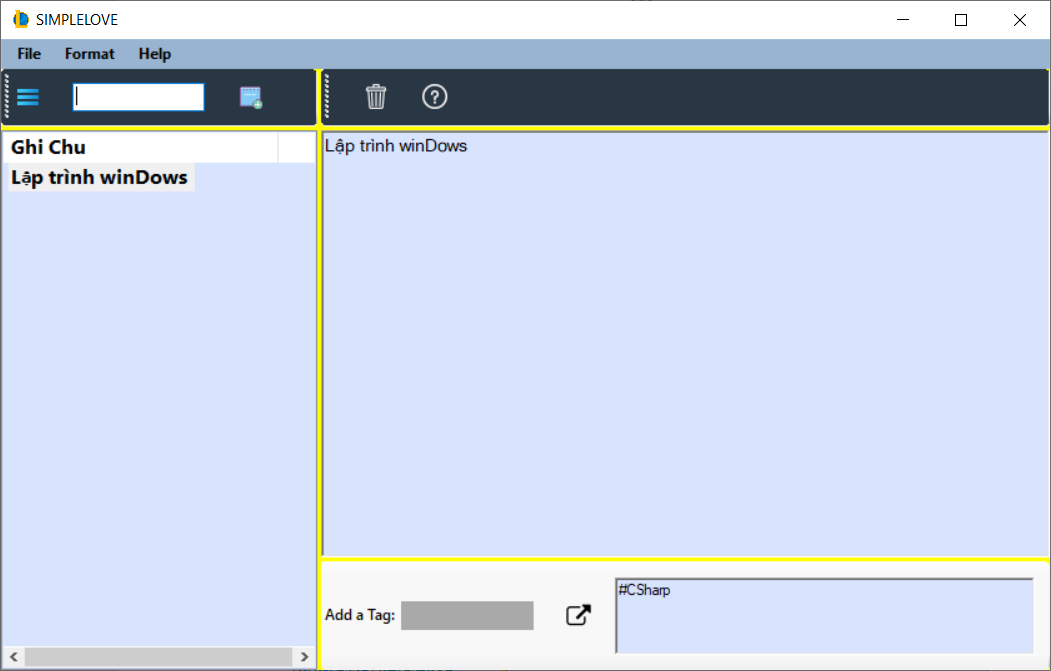 SIMPLELOVE
File Format Help
Ghi Chu
Lập trình winDows
Lập trình winDows
Add a Tag:
#CSharp